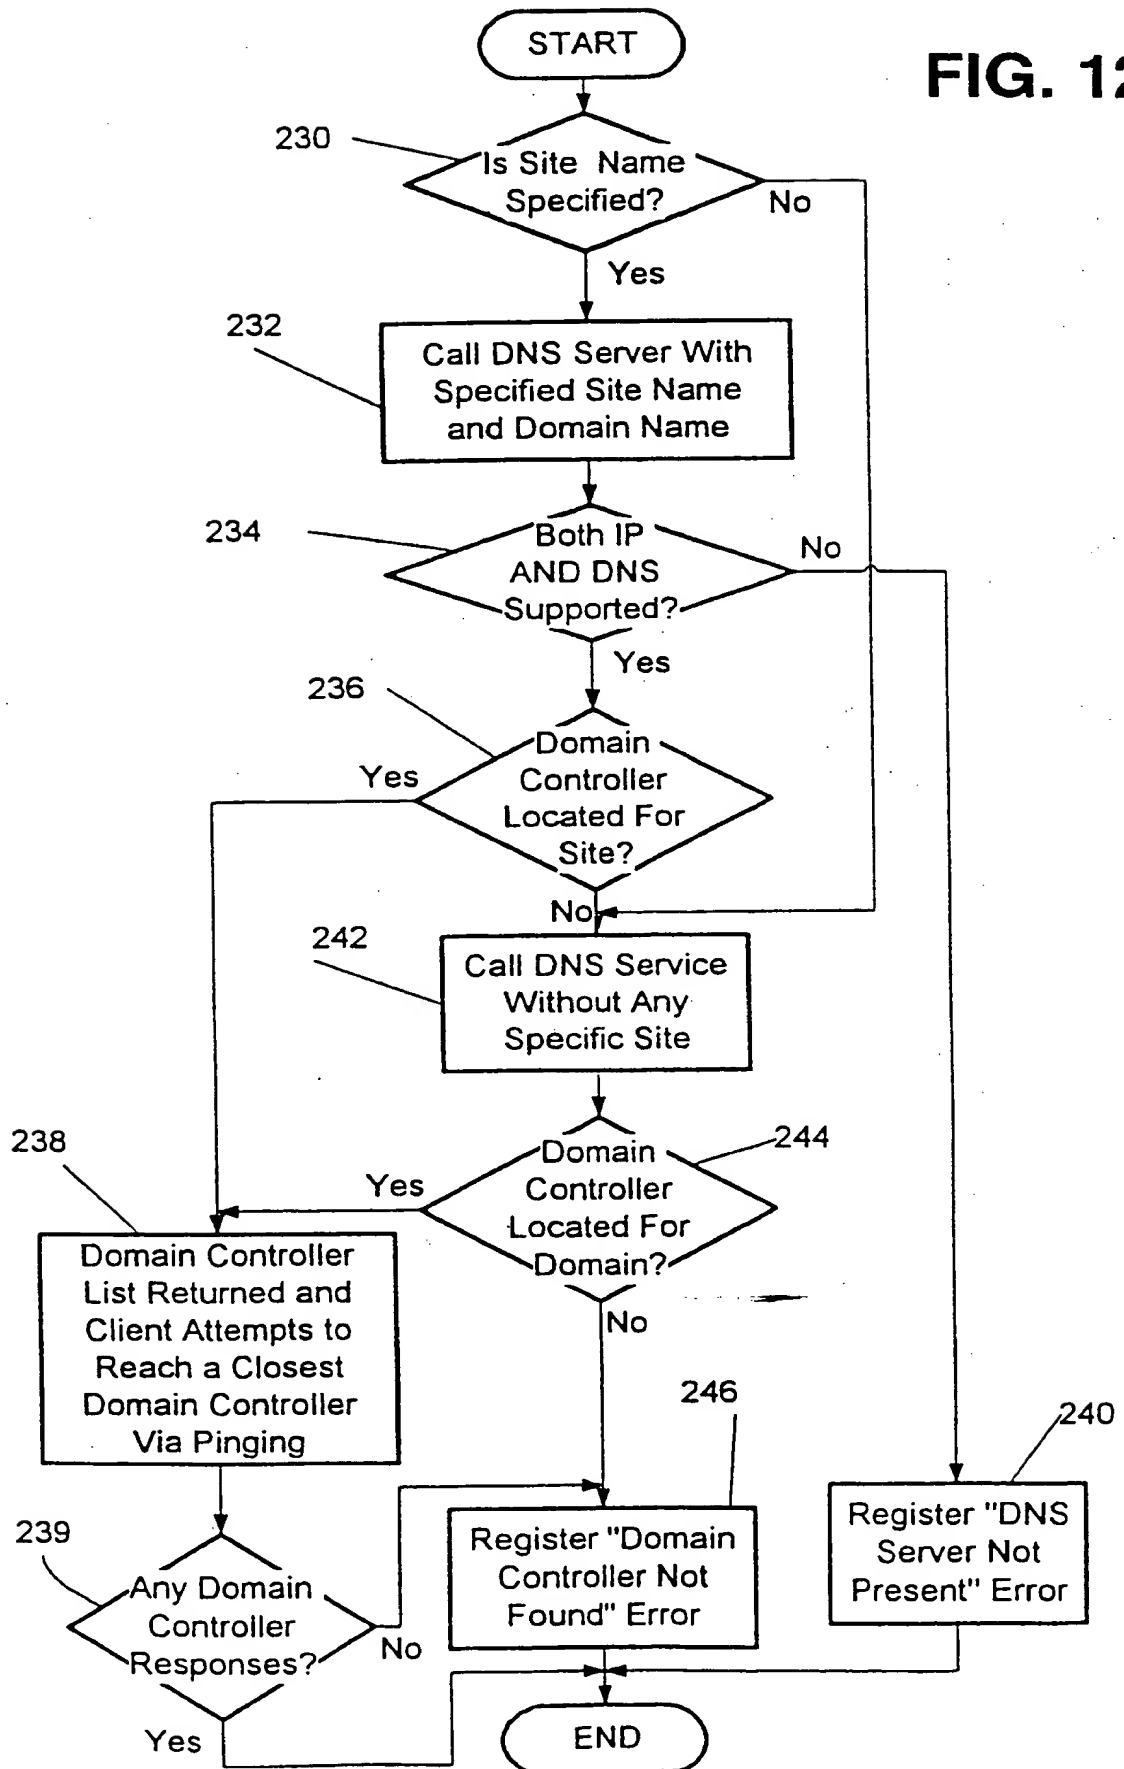 START
FIG. 12
230
Is Site Name
Specified?
No
Yes
232
Call DNS Server With
Specified Site Name
and Domain Name
234
Both IP
AND DNS
Supported?
No
Yes
236
Domain
Controller
Located For
Site?
Yes
No
242
Call DNS Service
Without Any
Specific Site
238
244
Domain
Controller
Located For
Domain?
Yes
No
Domain Controller
List Returned and
Client Attempts to
Reach a Closest
Domain Controller
Via Pinging
246
240
Register "Domain
Controller Not
Found" Error
Register "DNS
Server Not
Present" Error
239
Any Domain
Controller
Responses?
No
Yes
END